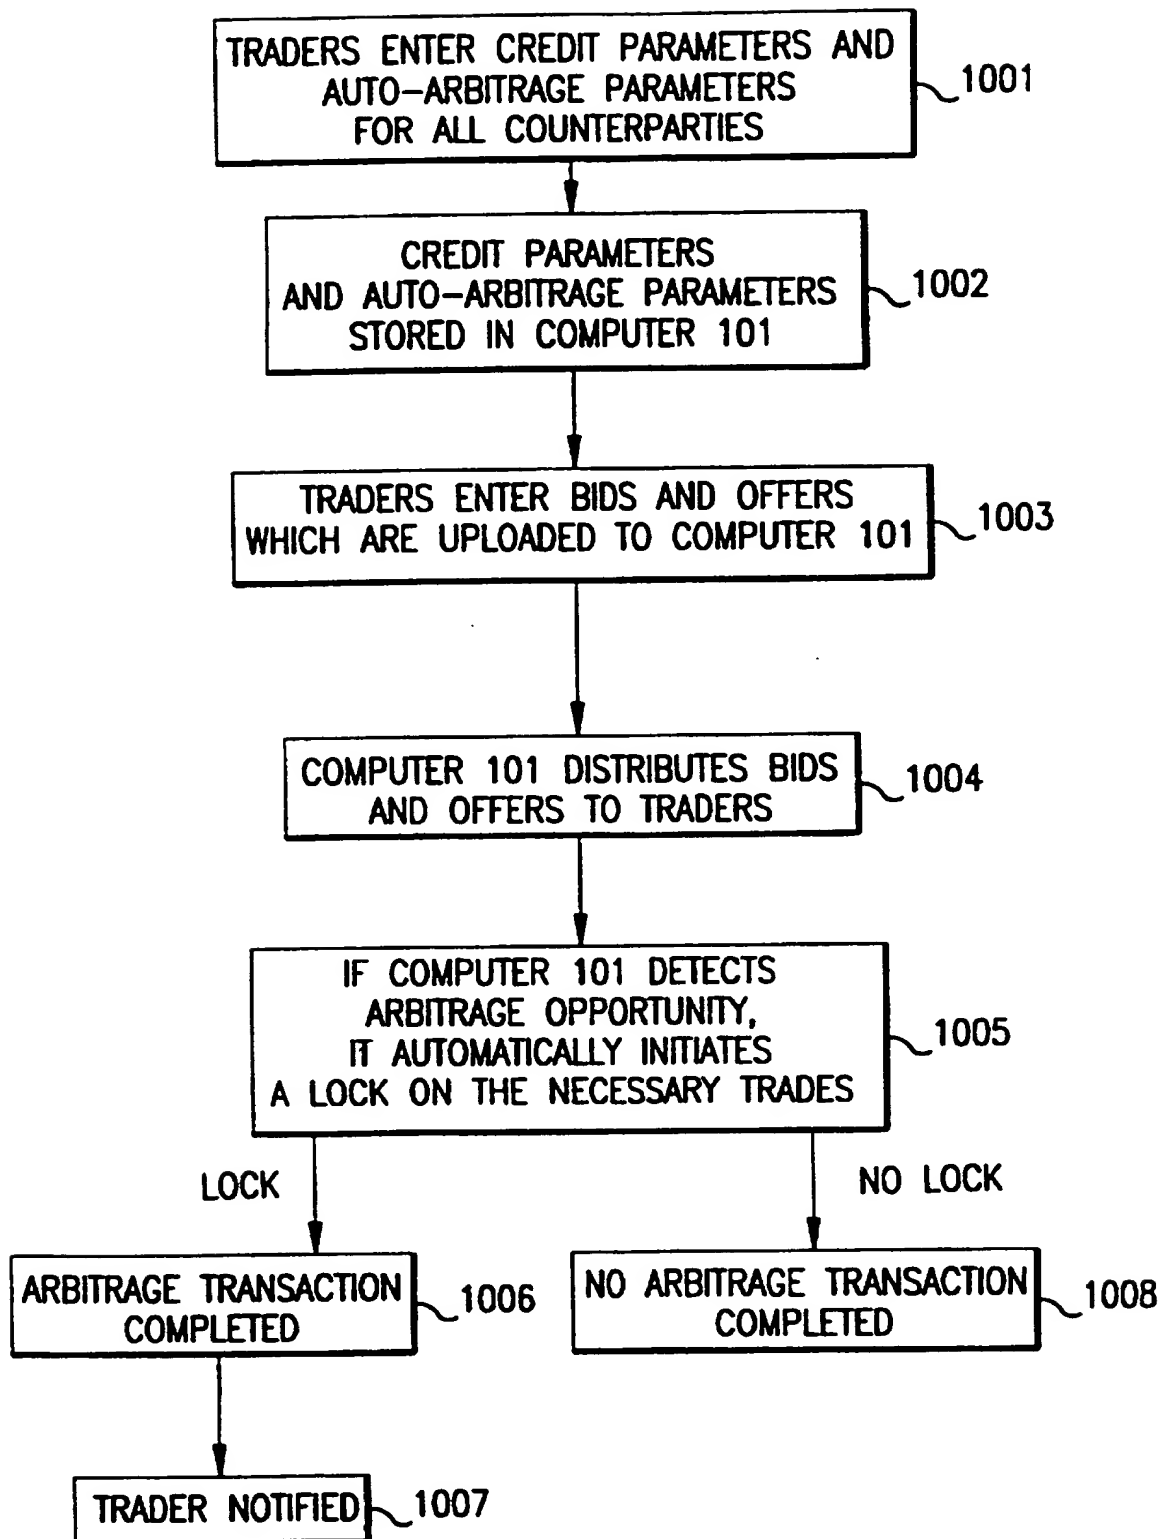 TRADERS ENTER CREDIT PARAMETERS AND
AUTO-ARBITRAGE PARAMETERS
FOR ALL COUNTERPARTIES
1001
CREDIT PARAMETERS
AND AUTO-ARBITRAGE PARAMETERS
STORED IN COMPUTER 101
1002
TRADERS ENTER BIDS AND OFFERS
WHICH ARE UPLOADED TO COMPUTER 101
1003
COMPUTER 101 DISTRIBUTES BIDS
AND OFFERS TO TRADERS
1004
IF COMPUTER 101 DETECTS
ARBITRAGE OPPORTUNITY,
IT AUTOMATICALLY INITIATES
A LOCK ON THE NECESSARY TRADES
1005
LOCK
NO LOCK
ARBITRAGE TRANSACTION
COMPLETED
1006
NO ARBITRAGE TRANSACTION
COMPLETED
1008
TRADER NOTIFIED
1007